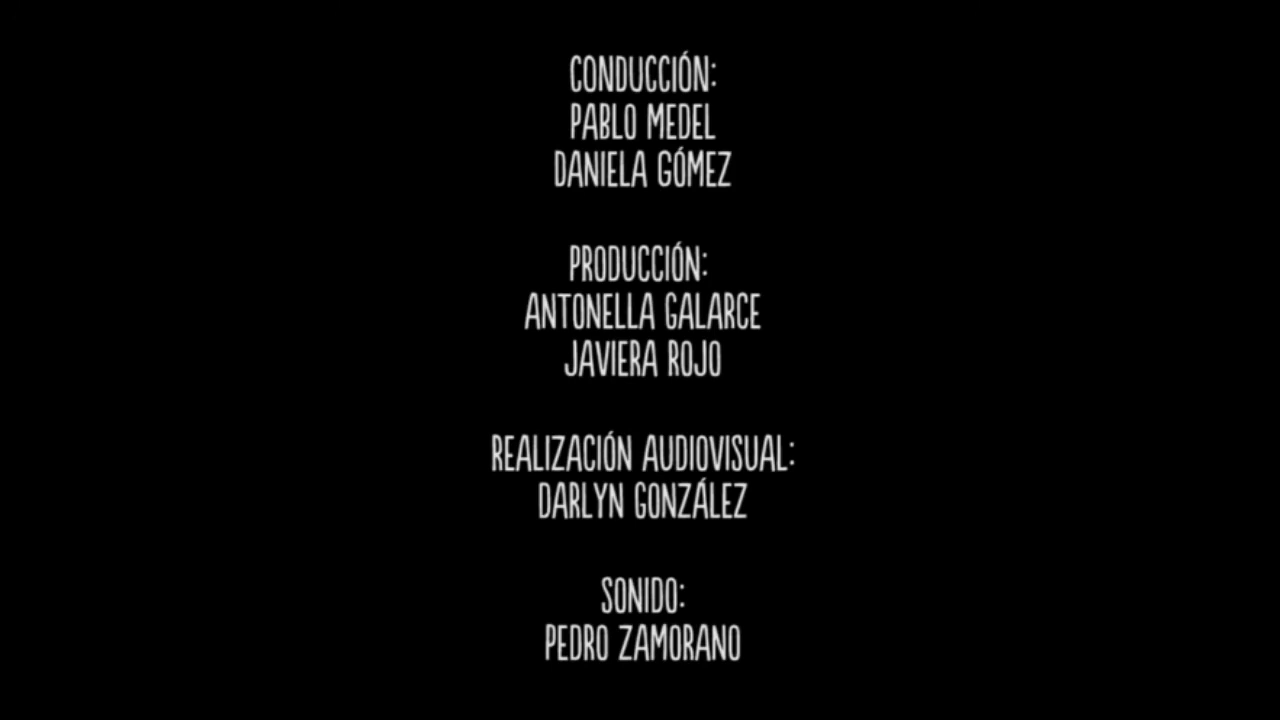 CONDUCCIÓN:
PABLO MEDEL
DANIELA GÓMEZ
PRODUCCIÓN:
ANTONELLA GALARCE
JAVIERA ROJO
REALIZACIÓN AUDIOVISUAL:
DARLYN GONZÁLEZ
SONIDO:
PEDRO ZAMORANO